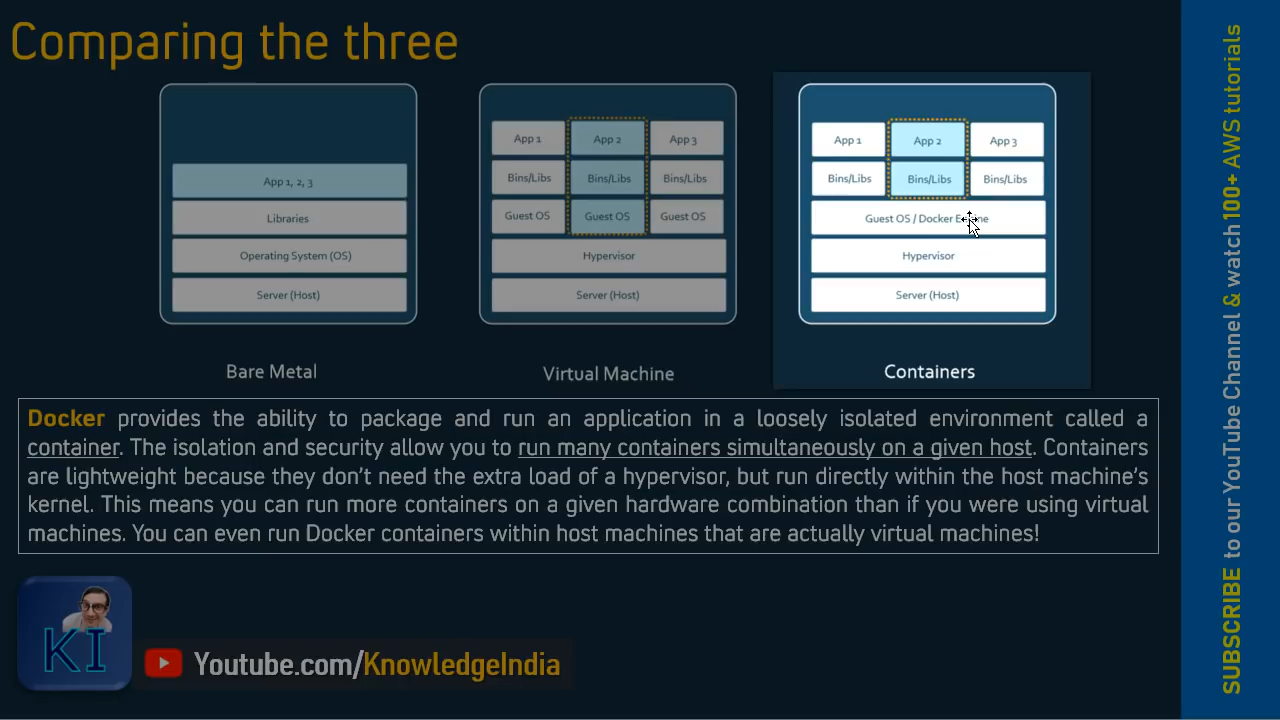 Comparing the three
App 1, 2, 3
Libraries
Operating System (OS)
Server (Host)
Bare Metal
App 1 App 2 App 3
Bins/Libs Bins/Libs Bins/Libs
Guest OS Guest OS Guest OS
Hypervisor
Server (Host)
Virtual Machine
App 1 App 2 App 3
Bins/Libs Bins/Libs Bins/Libs
Guest OS / Docker Engine
Hypervisor
Server (Host)
Containers
Docker provides the ability to package and run an application in a loosely isolated environment called a
container. The isolation and security allow you to run many containers simultaneously on a given host. Containers
are lightweight because they don’t need the extra load of a hypervisor, but run directly within the host machine’s
kernel. This means you can run more containers on a given hardware combination than if you were using virtual
machines. You can even run Docker containers within host machines that are actually virtual machines!
KI
Youtube.com/KnowledgeIndia
SUBSCRIBE to our YouTube Channel & watch 100+ AWS tutorials